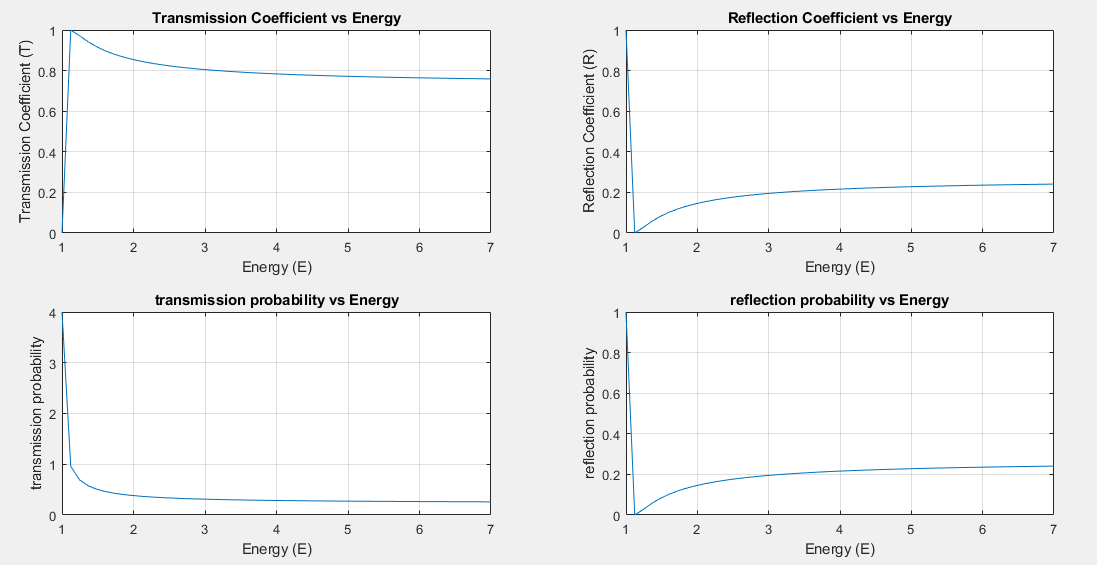 Transmission Coefficient vs Energy
Transmission Coefficient (T)
1
0.8
0.6
0.4
0.2
0
1 2 3 4 5 6 7
Energy (E)
Reflection Coefficient vs Energy
Reflection Coefficient (R)
1
0.8
0.6
0.4
0.2
0
1 2 3 4 5 6 7
Energy (E)
transmission probability vs Energy
transmission probability
4
3
2
1
0
1 2 3 4 5 6 7
Energy (E)
reflection probability vs Energy
reflection probability
1
0.8
0.6
0.4
0.2
0
1 2 3 4 5 6 7
Energy (E)